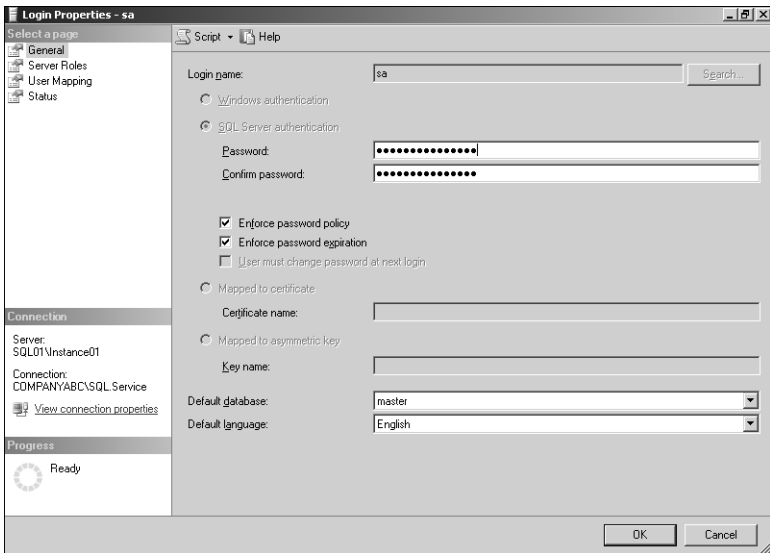 Login Properties - sa
Select a page
General
Server Roles
User Mapping
Status
Script Help
Login name: sa Search...
Windows authentication
SQL Server authentication
Password: ●●●●●●●●●●●●●●●
Confirm password: ●●●●●●●●●●●●●●●
Enforce password policy
Enforce password expiration
User must change password at next login
Mapped to certificate
Certificate name:
Mapped to asymmetric key
Key name:
Default database: master
Default language: English
Connection
Server:
SQL01\Instance01
Connection:
COMPANYABC\SQL.Service
View connection properties
Progress
Ready
OK Cancel